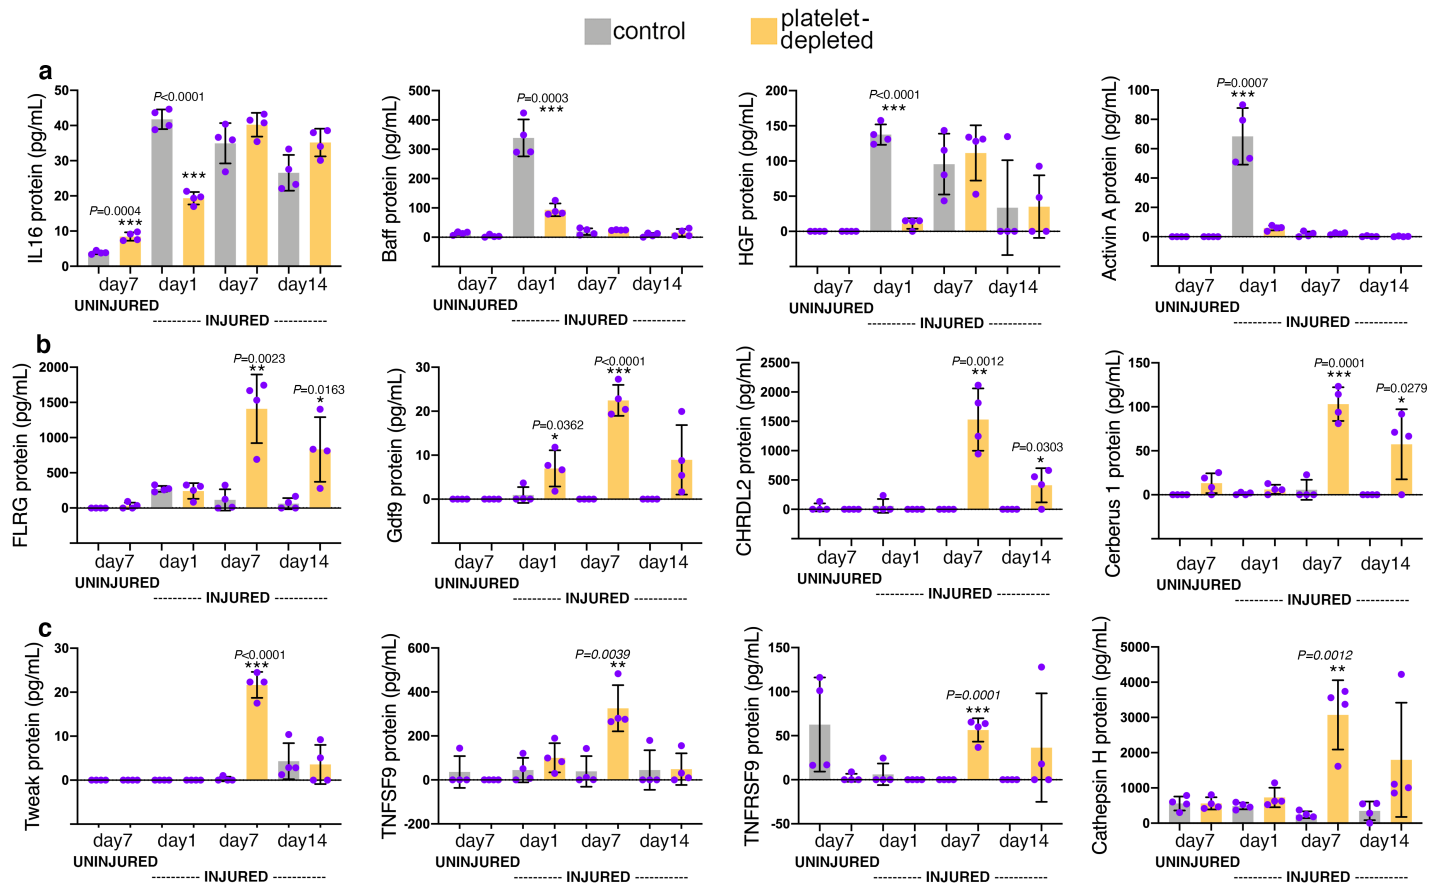 control
platelet-
depleted
a
IL16 protein (pg/mL)
50
40
30
20
10
0
P=0.0004
***
P<0.0001
***
day7
day1
day7
day14
UNINJURED
---------- INJURED ----------
Baff protein (pg/mL)
500
400
300
200
100
0
P=0.0003
***
day7
day1
day7
day14
UNINJURED
---------- INJURED ----------
HGF protein (pg/mL)
200
150
100
50
0
P<0.0001
***
day7
day1
day7
day14
UNINJURED
---------- INJURED ----------
Activin A protein (pg/mL)
100
80
60
40
20
0
P=0.0007
***
day7
day1
day7
day14
UNINJURED
---------- INJURED ----------
b
FLRG protein (pg/mL)
2000
1500
1000
500
0
P=0.0023
**
P=0.0163
*
day7
day1
day7
day14
UNINJURED
---------- INJURED ----------
Gdf9 protein (pg/mL)
30
20
10
0
P=0.0362
*
P<0.0001
***
day7
day1
day7
day14
UNINJURED
---------- INJURED ----------
CHRDL2 protein (pg/mL)
2500
2000
1500
1000
500
0
P=0.0012
**
P=0.0303
*
day7
day1
day7
day14
UNINJURED
---------- INJURED ----------
Cerberus 1 protein (pg/mL)
150
100
50
0
P=0.0001
***
P=0.0279
*
day7
day1
day7
day14
UNINJURED
---------- INJURED ----------
c
Tweak protein (pg/mL)
30
20
10
0
P<0.0001
***
day7
day1
day7
day14
UNINJURED
---------- INJURED ----------
TNFSF9 protein (pg/mL)
600
400
200
0
-200
P=0.0039
**
day7
day1
day7
day14
UNINJURED
---------- INJURED ----------
TNFRSF9 protein (pg/mL)
150
100
50
0
-50
P=0.0001
***
day7
day1
day7
day14
UNINJURED
---------- INJURED ----------
Cathepsin H protein (pg/mL)
5000
4000
3000
2000
1000
0
P=0.0012
**
day7
day1
day7
day14
UNINJURED
---------- INJURED ----------